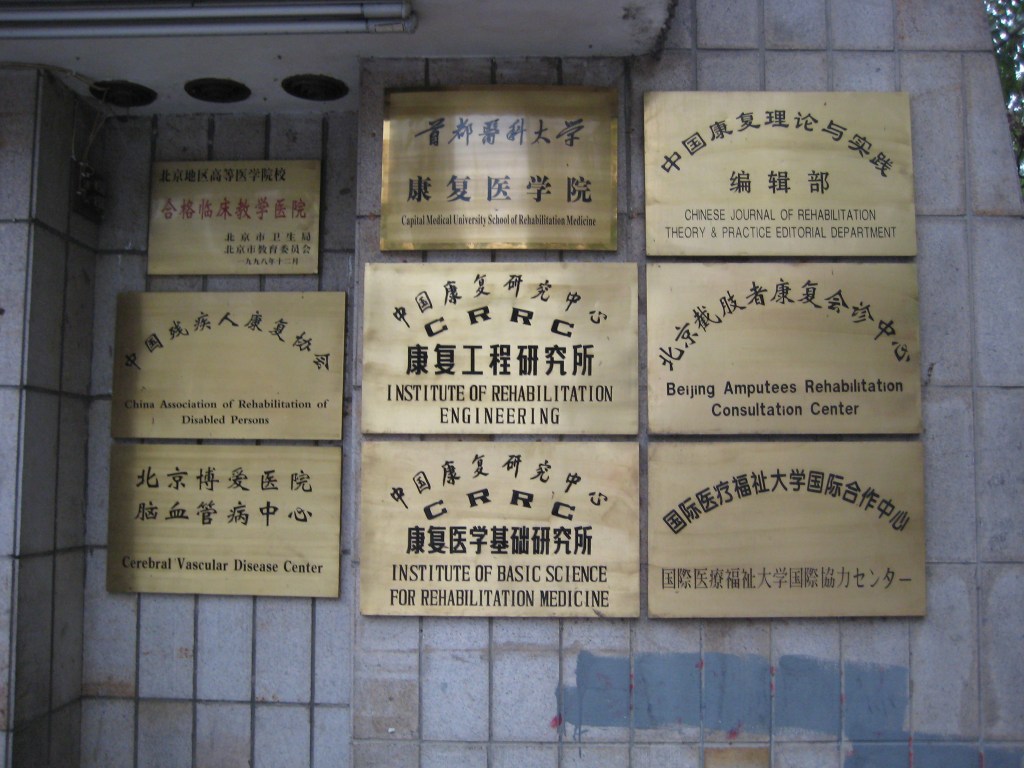 北京地区高等医学院校
合格临床教学医院
北京市卫生局
北京市教育委员会
一九九八年十二月
中国残疾人康复协会
China Association of Rehabilitation of
Disabled Persons
北京博爱医院
脑血管病中心
Cerebral Vascular Disease Center
首都醫科大学
康复医学院
Capital Medical University School of Rehabilitation Medicine
中国康复研究中心
CRRC
康复工程研究所
INSTITUTE OF REHABILITATION
ENGINEERING
中国康复研究中心
CRRC
康复医学基础研究所
INSTITUTE OF BASIC SCIENCE
FOR REHABILITATION MEDICINE
中国康复理论与实践
编辑部
CHINESE JOURNAL OF REHABILITATION
THEORY & PRACTICE EDITORIAL DEPARTMENT
北京截肢者康复会诊中心
Beijing Amputees Rehabilitation
Consultation Center
国际医疗福祉大学国际合作中心
国際医療福祉大学国際協力センター